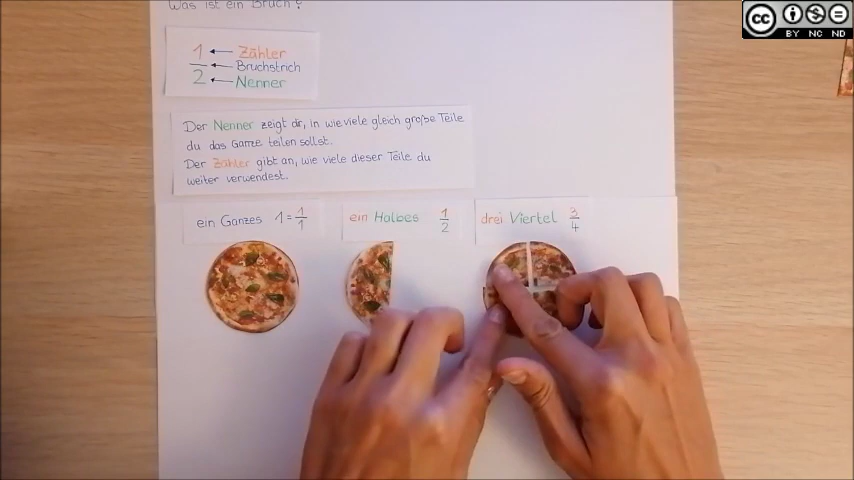 Was ist ein Bruch?
1 ← Zähler
← Bruchstrich
2 ← Nenner
Der Nenner zeigt dir, in wie viele gleich große Teile
du das Ganze teilen sollst.
Der Zähler gibt an, wie viele dieser Teile du
weiter verwendest.
ein Ganzes 1 = 1/1
ein Halbes 1/2
drei Viertel 3/4
cc
BY NC ND